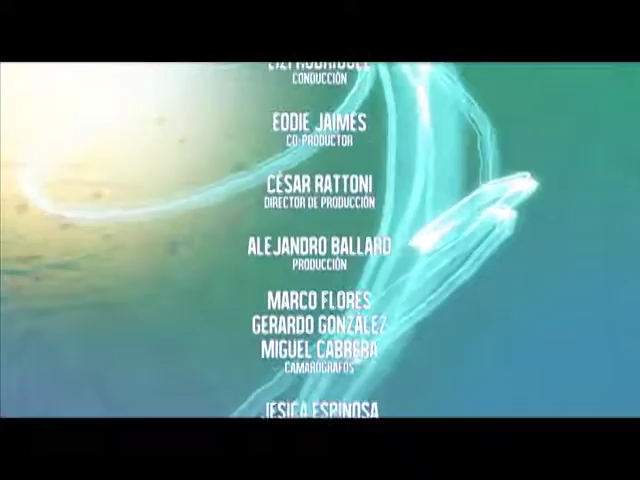 CONDUCCIÓN
EDDIE JAIMES
CO-PRODUCTOR
CÉSAR RATTONI
DIRECTOR DE PRODUCCIÓN
ALEJANDRO BALLARD
PRODUCCIÓN
MARCO FLORES
GERARDO GONZÁLEZ
MIGUEL CABRERA
CAMARÓGRAFOS
JESICA ESPINOSA